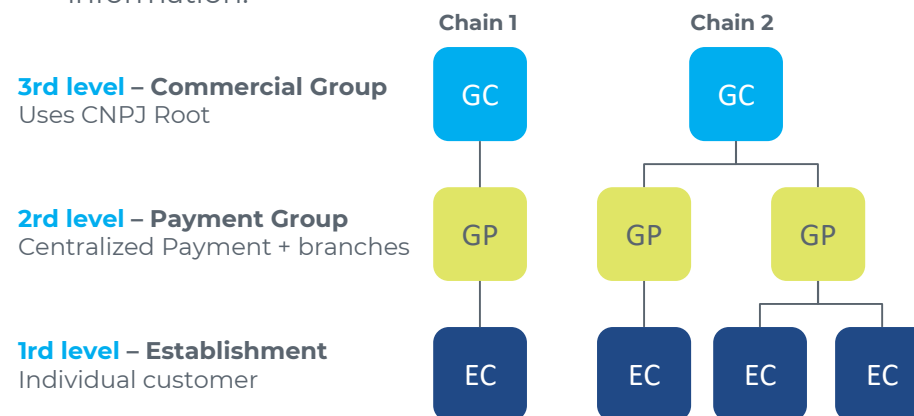 information.
Chain 1 Chain 2
3rd level – Commercial Group
Uses CNPJ Root
GC GC
2rd level – Payment Group
Centralized Payment + branches
GP GP GP
1rd level – Establishment
Individual customer
EC EC EC EC